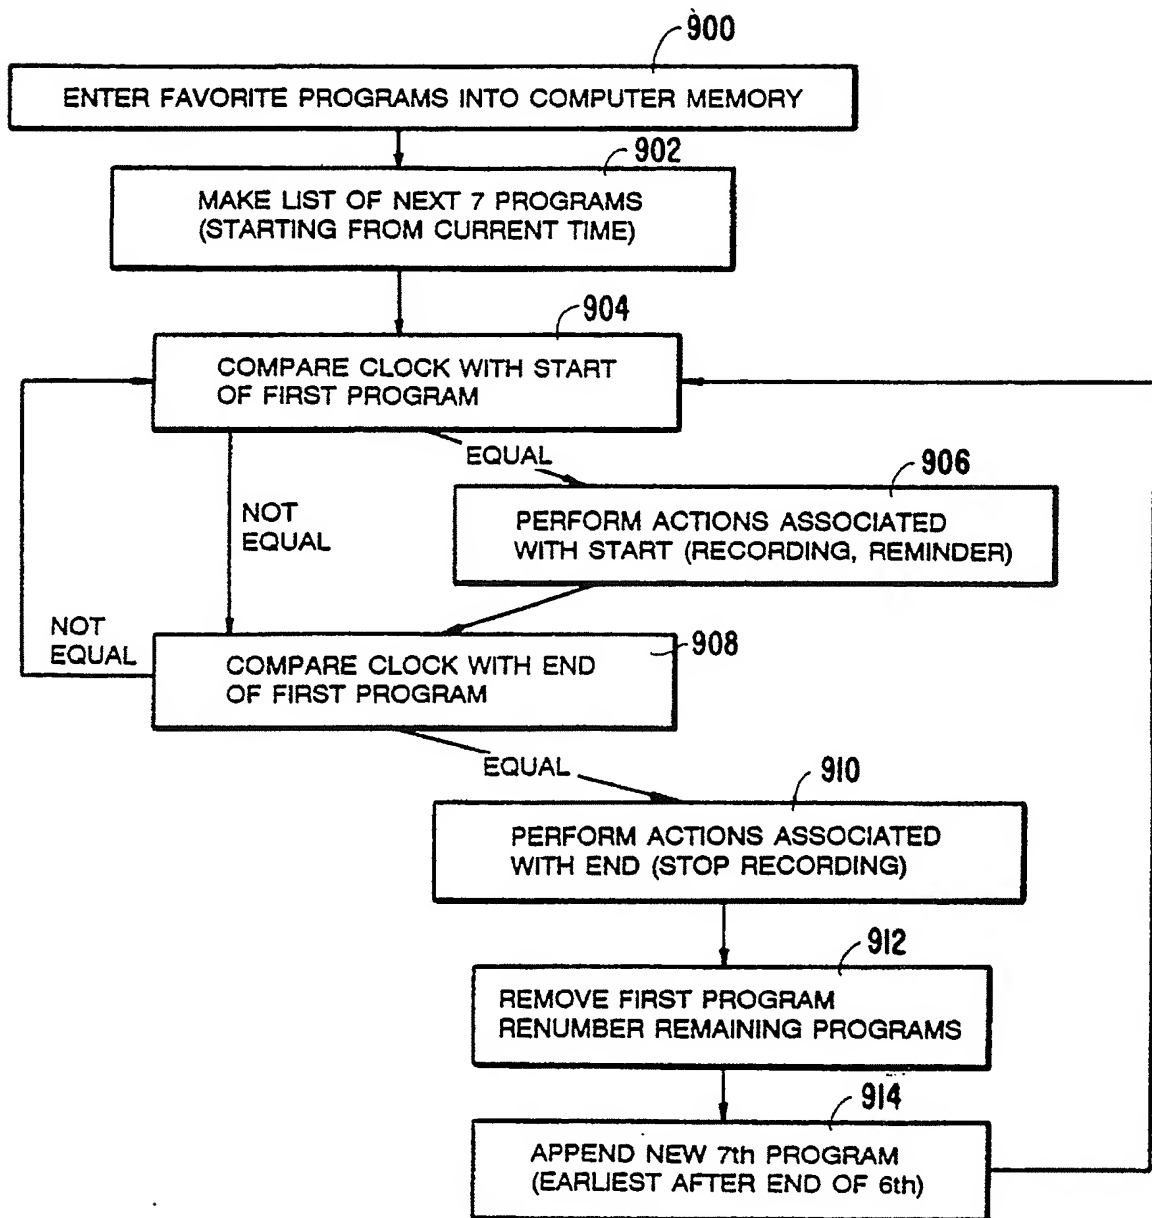 900
ENTER FAVORITE PROGRAMS INTO COMPUTER MEMORY
902
MAKE LIST OF NEXT 7 PROGRAMS
(STARTING FROM CURRENT TIME)
904
COMPARE CLOCK WITH START
OF FIRST PROGRAM
EQUAL
906
NOT
EQUAL
PERFORM ACTIONS ASSOCIATED
WITH START (RECORDING, REMINDER)
NOT
EQUAL
908
COMPARE CLOCK WITH END
OF FIRST PROGRAM
EQUAL
910
PERFORM ACTIONS ASSOCIATED
WITH END (STOP RECORDING)
912
REMOVE FIRST PROGRAM
RENUMBER REMAINING PROGRAMS
914
APPEND NEW 7th PROGRAM
(EARLIEST AFTER END OF 6th)